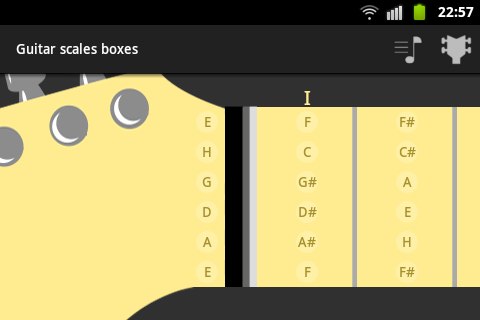 22:57
Guitar scales boxes
I
E F F#
H C C#
G G# A
D D# E
A A# H
E F F#